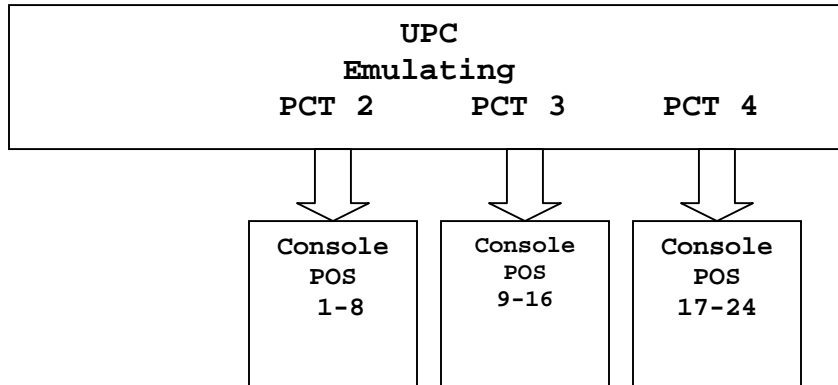 UPC
Emulating
PCT 2 PCT 3 PCT 4
Console
POS
1-8
Console
POS
9-16
Console
POS
17-24